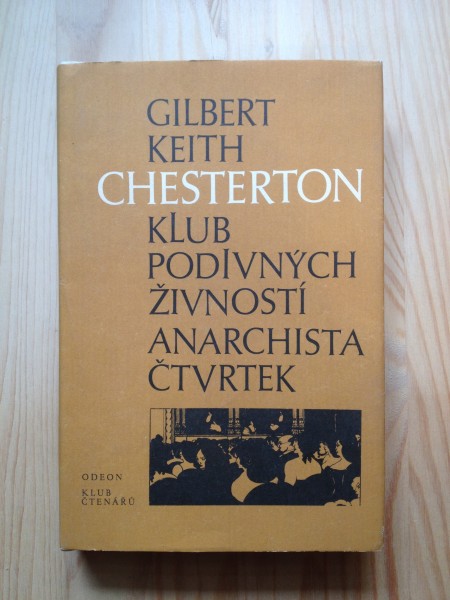 GILBERT
KEITH
CHESTERTON
KLUB
PODIVNÝCH
ŽIVNOSTÍ
ANARCHISTA
ČTVRTEK
ODEON
KLUB
ČTENÁŘŮ